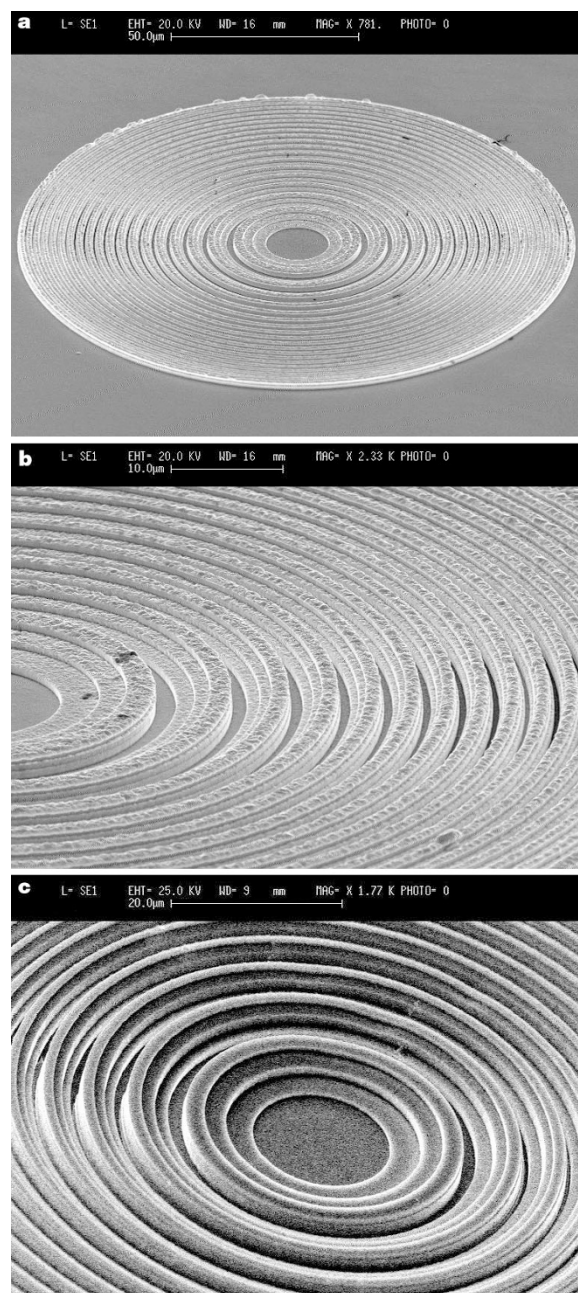 a
L= SE1 EHT= 20.0 KV WD= 16 mm MAG= X 781. PHOTO= 0
50.0µm
b
L= SE1 EHT= 20.0 KV WD= 16 mm MAG= X 2.33 K PHOTO= 0
10.0µm
c
L= SE1 EHT= 25.0 KV WD= 9 mm MAG= X 1.77 K PHOTO= 0
20.0µm